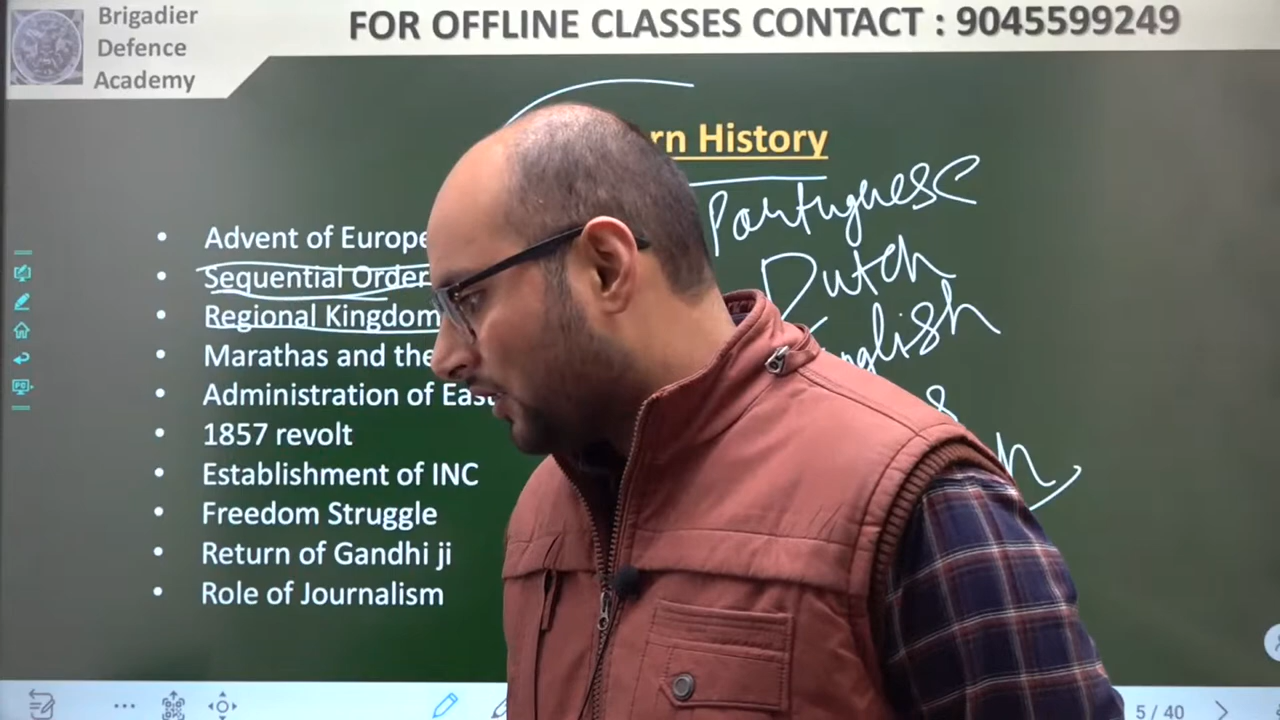 Brigadier
Defence
Academy
FOR OFFLINE CLASSES CONTACT : 9045599249
rn History
Portuguese
Dutch
nglish
Advent of Europe
Sequential Order
Regional Kingdom
Marathas and the
Administration of East
1857 revolt
Establishment of INC
Freedom Struggle
Return of Gandhi ji
Role of Journalism
5 / 40